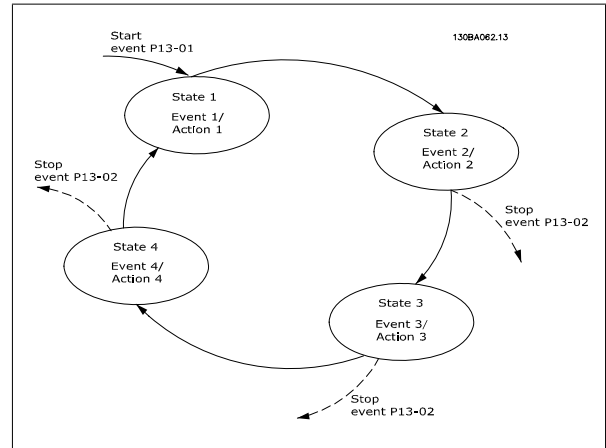 Start
event P13-01
130BA062.13
State 1
Event 1/
Action 1
State 2
Event 2/
Action 2
Stop
event P13-02
Stop
event P13-02
State 4
Event 4/
Action 4
State 3
Event 3/
Action 3
Stop
event P13-02